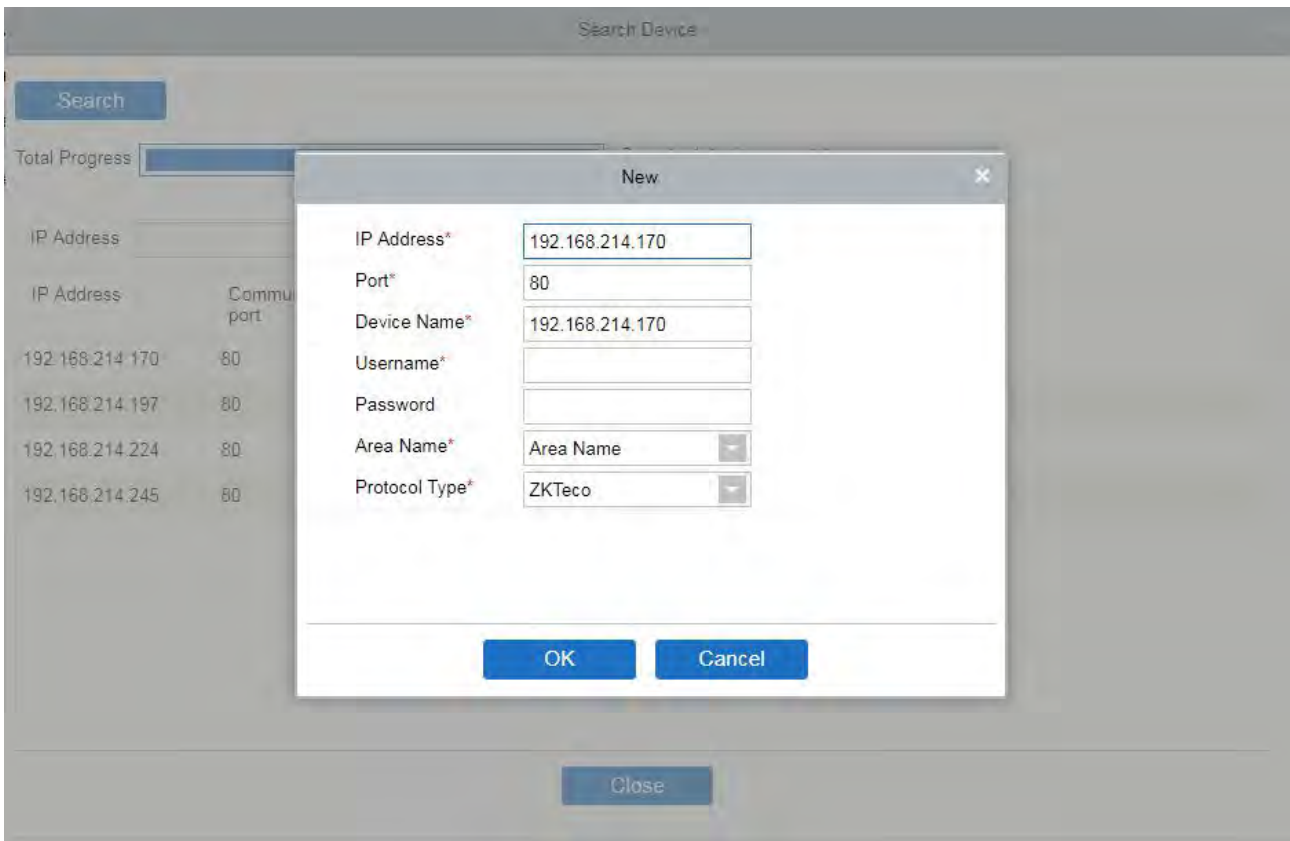 Search Device
Search
Total Progress
New
IP Address
IP Address* 192.168.214.170
Port* 80
Device Name* 192.168.214.170
Username*
Password
Area Name* Area Name
Protocol Type* ZKTeco
IP Address
port
192.168.214.170 80
192.168.214.197 80
192.168.214.224 80
192.168.214.245 80
OK Cancel
Close